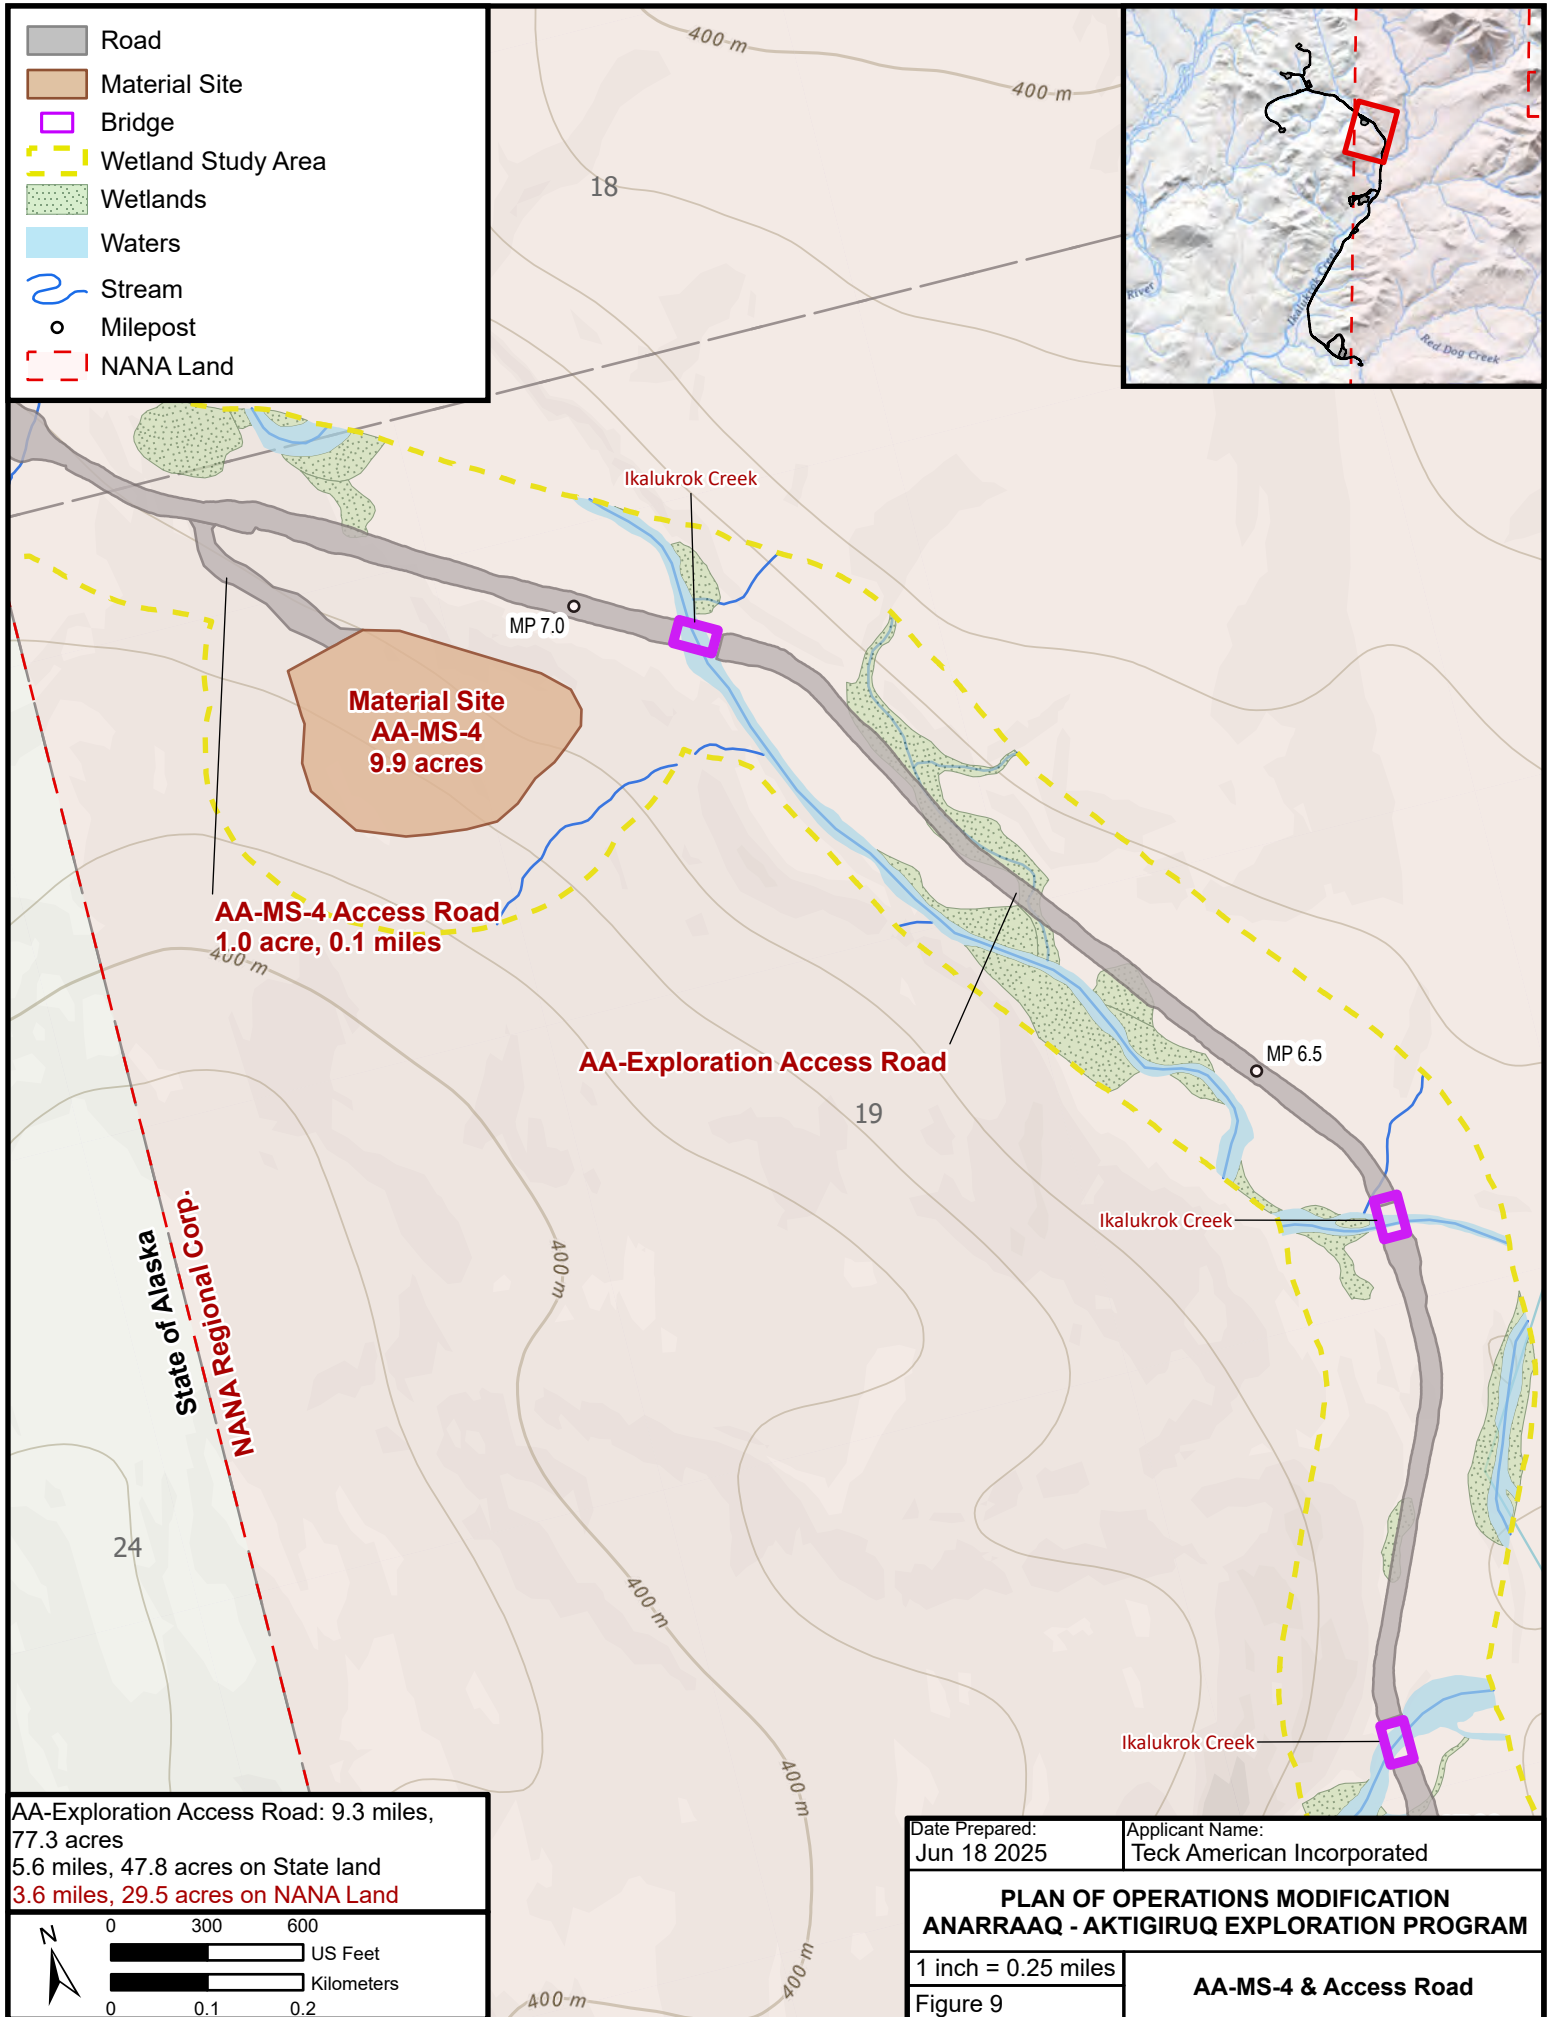 Road
Material Site
Bridge
Wetland Study Area
Wetlands
Waters
Stream
Milepost
NANA Land
400 m
400 m
18
River
Ikalukrok Creek
Red Dog Creek
Ikalukrok Creek
MP 7.0
Material Site
AA-MS-4
9.9 acres
AA-MS-4 Access Road
1.0 acre, 0.1 miles
400 m
AA-Exploration Access Road
MP 6.5
19
Ikalukrok Creek
State of Alaska
NANA Regional Corp.
400 m
24
400 m
Ikalukrok Creek
400 m
400 m
400 m
AA-Exploration Access Road: 9.3 miles,
77.3 acres
5.6 miles, 47.8 acres on State land
3.6 miles, 29.5 acres on NANA Land
N
0 300 600
US Feet
Kilometers
0 0.1 0.2
Date Prepared:
Jun 18 2025
Applicant Name:
Teck American Incorporated
PLAN OF OPERATIONS MODIFICATION
ANARRAAQ - AKTIGIRUQ EXPLORATION PROGRAM
1 inch = 0.25 miles
Figure 9
AA-MS-4 & Access Road